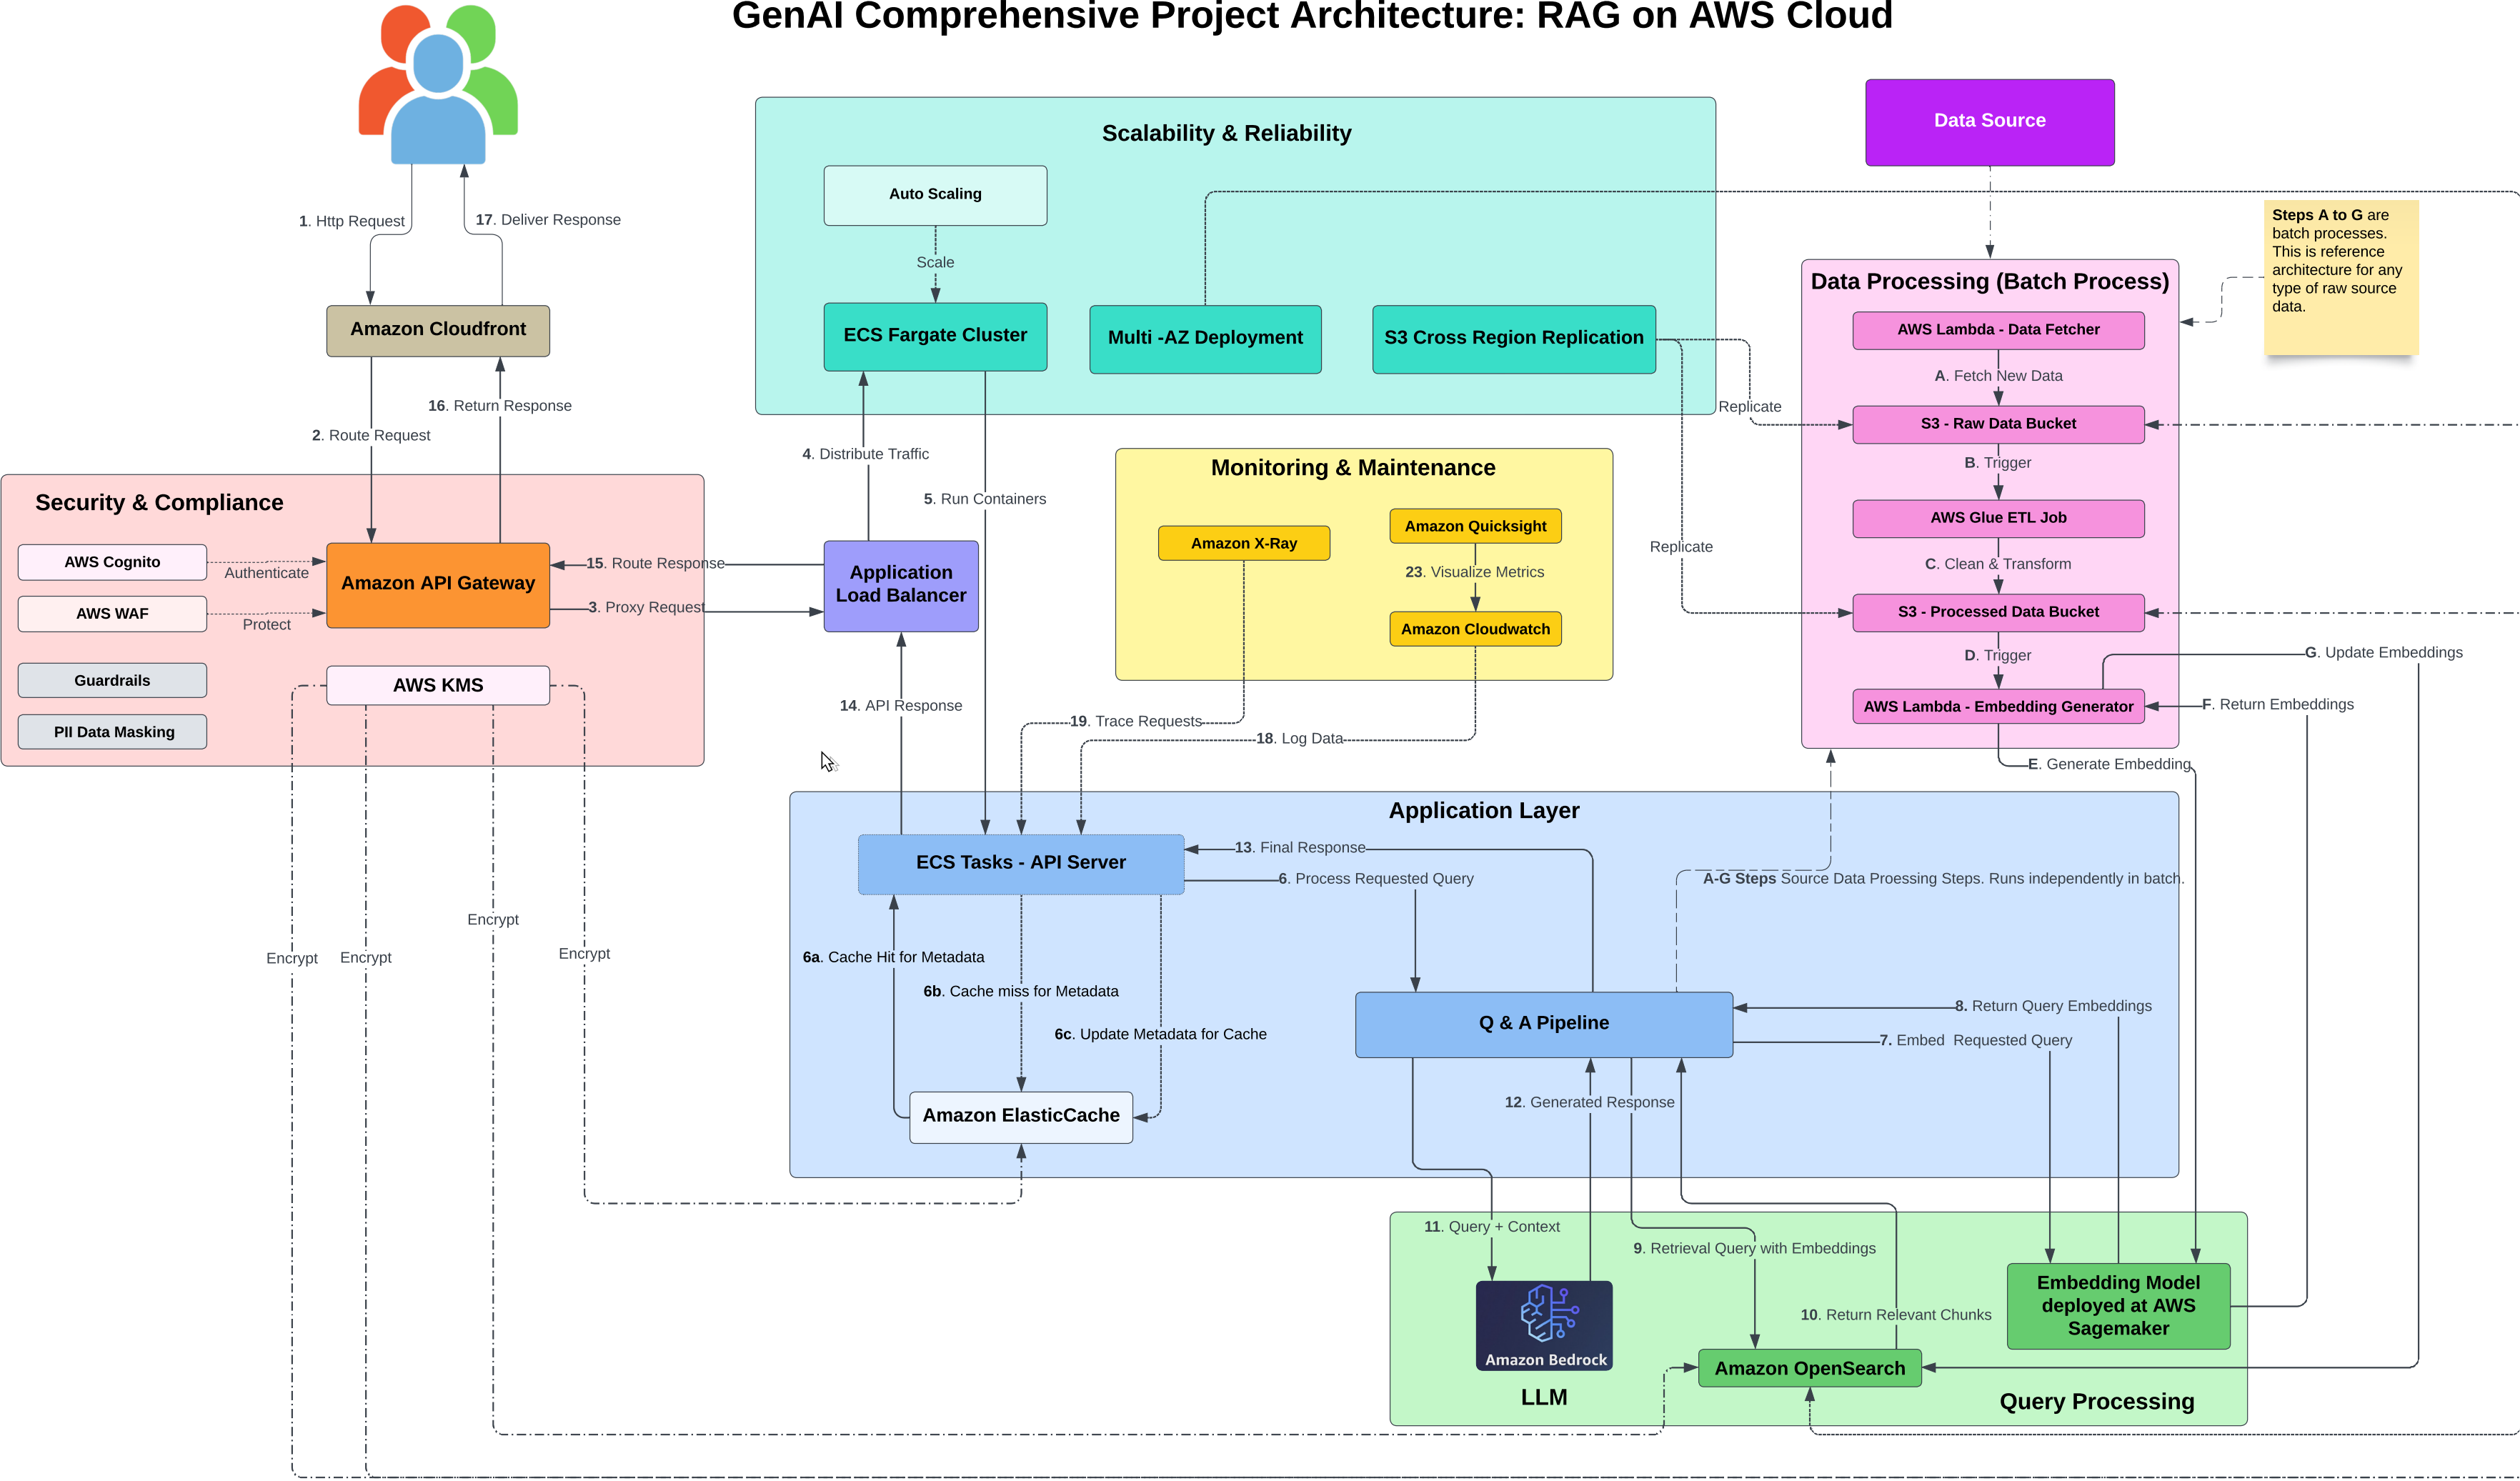 GenAI Comprehensive Project Architecture: RAG on AWS Cloud
1. Http Request
17. Deliver Response
Amazon Cloudfront
2. Route Request
16. Return Response
Security & Compliance
AWS Cognito
Authenticate
AWS WAF
Protect
Guardrails
PII Data Masking
Amazon API Gateway
AWS KMS
15. Route Response
3. Proxy Request
Encrypt
Encrypt
Encrypt
Encrypt
Scalability & Reliability
Auto Scaling
Scale
ECS Fargate Cluster
Multi -AZ Deployment
S3 Cross Region Replication
Replicate
Replicate
4. Distribute Traffic
5. Run Containers
Application
Load Balancer
14. API Response
Monitoring & Maintenance
Amazon X-Ray
Amazon Quicksight
23. Visualize Metrics
Amazon Cloudwatch
19. Trace Requests
18. Log Data
Data Source
Steps A to G are
batch processes.
This is reference
architecture for any
type of raw source
data.
Data Processing (Batch Process)
AWS Lambda - Data Fetcher
A. Fetch New Data
S3 - Raw Data Bucket
B. Trigger
AWS Glue ETL Job
C. Clean & Transform
S3 - Processed Data Bucket
D. Trigger
AWS Lambda - Embedding Generator
G. Update Embeddings
F. Return Embeddings
E. Generate Embedding
Application Layer
ECS Tasks - API Server
13. Final Response
6. Process Requested Query
A-G Steps Source Data Proessing Steps. Runs independently in batch.
6a. Cache Hit for Metadata
6b. Cache miss for Metadata
6c. Update Metadata for Cache
Amazon ElasticCache
Q & A Pipeline
8. Return Query Embeddings
7. Embed  Requested Query
12. Generated Response
11. Query + Context
9. Retrieval Query with Embeddings
10. Return Relevant Chunks
Amazon Bedrock
LLM
Amazon OpenSearch
Embedding Model
deployed at AWS
Sagemaker
Query Processing